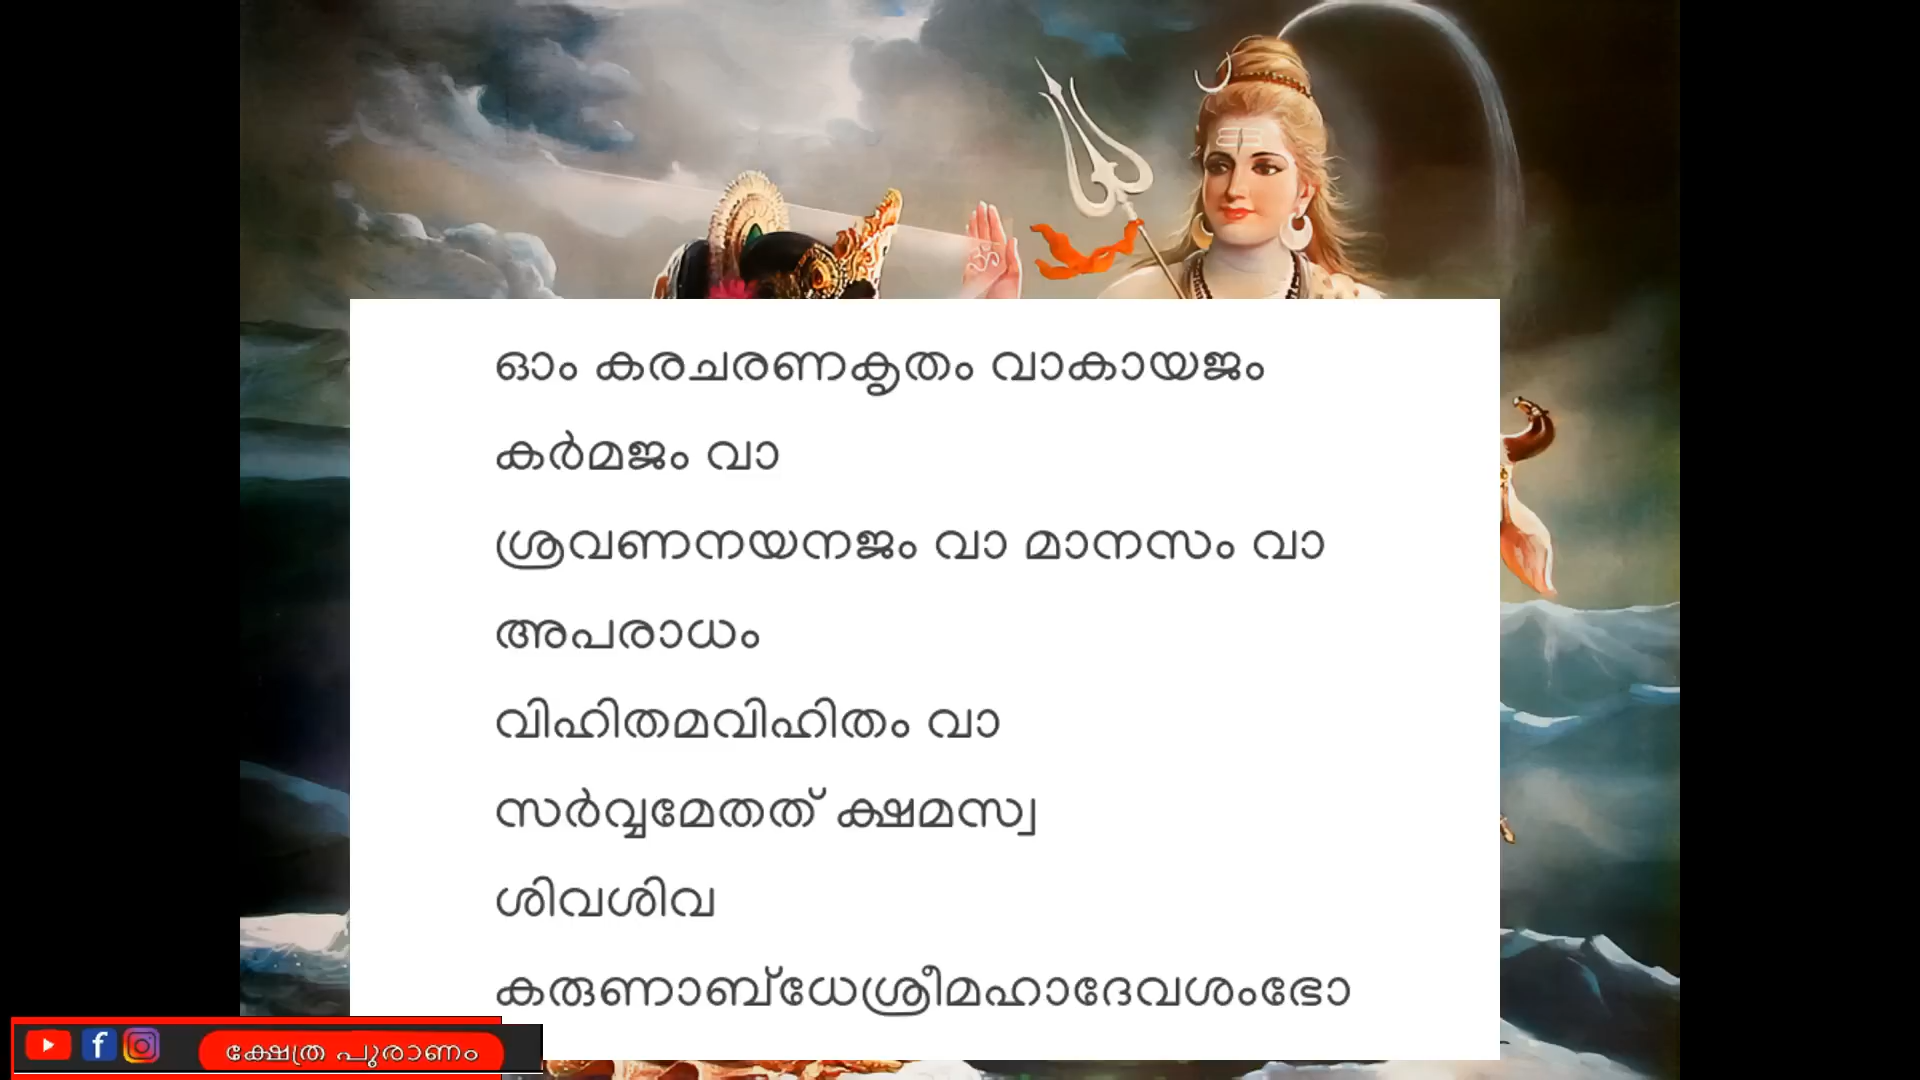 ഓം കരചരണകൃതം വാകായജം
കർമജം വാ
ശ്രവണനയനജം വാ മാനസം വാ
അപരാധം
വിഹിതമവിഹിതം വാ
സർവ്വമേതത് ക്ഷമസ്വ
ശിവശിവ
കരുണാബ്ധേശ്രീമഹാദേവശംഭോ
ക്ഷേത്ര പുരാണം